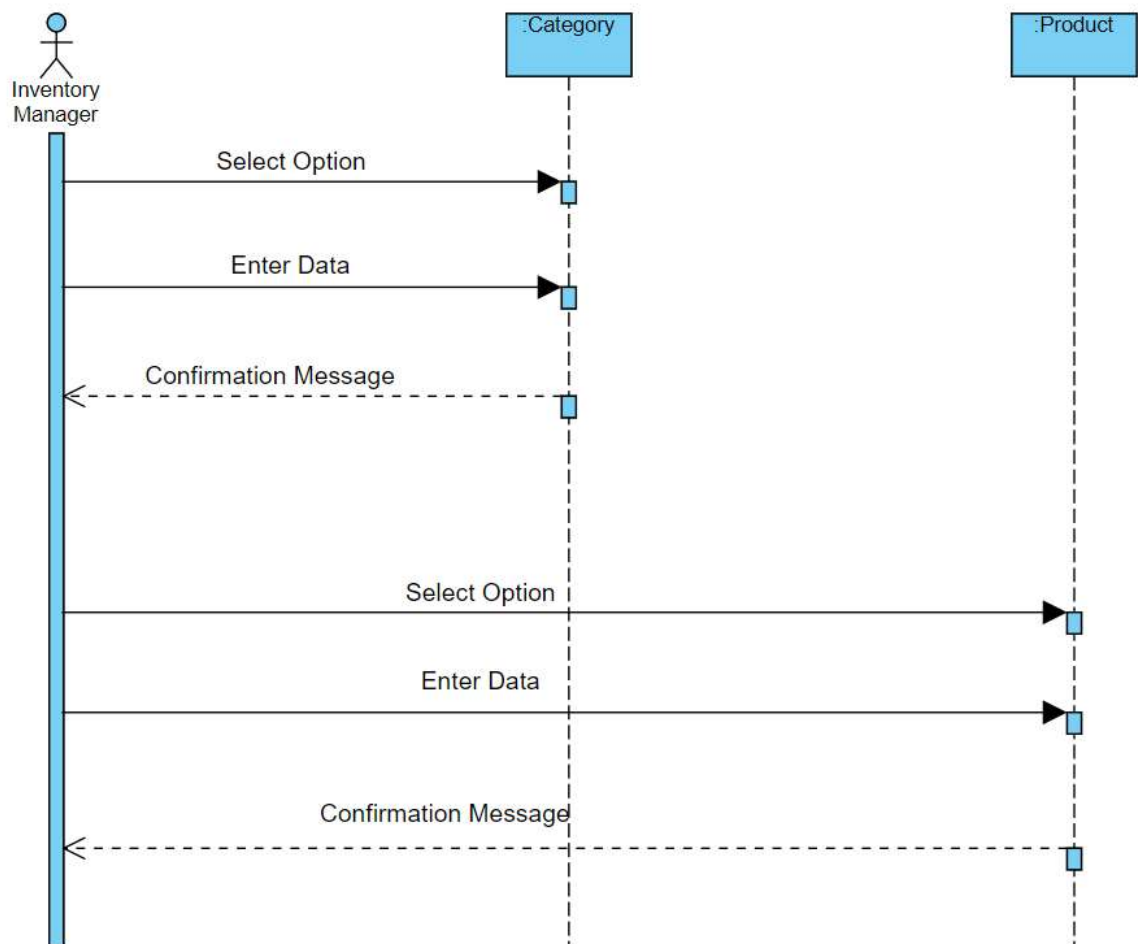 :Category
:Product
Inventory
Manager
Select Option
Enter Data
Confirmation Message
Select Option
Enter Data
Confirmation Message